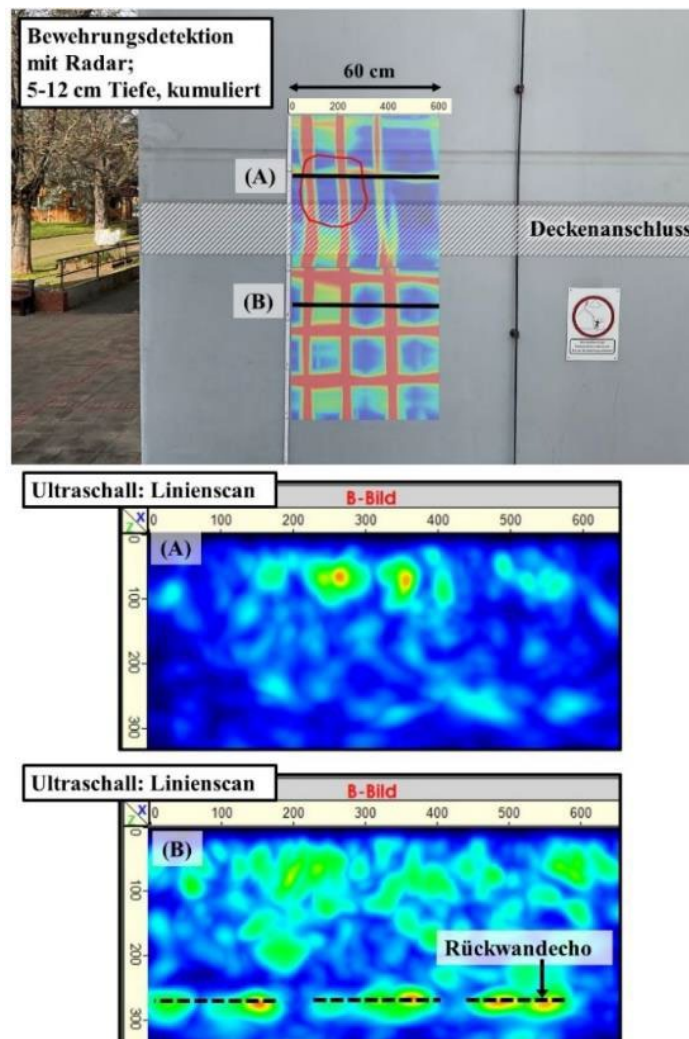 Bewehrungsdetektion
mit Radar;
5-12 cm Tiefe, kumuliert
60 cm
0 200 400 600
(A)
Deckenanschluss
(B)
Ultraschall: Linienscan
B-Bild
X
Z
0 100 200 300 400 500 600
(A)
0
100
200
300
Ultraschall: Linienscan
B-Bild
X
Z
0 100 200 300 400 500 600
(B)
0
100
200
300
Rückwandecho